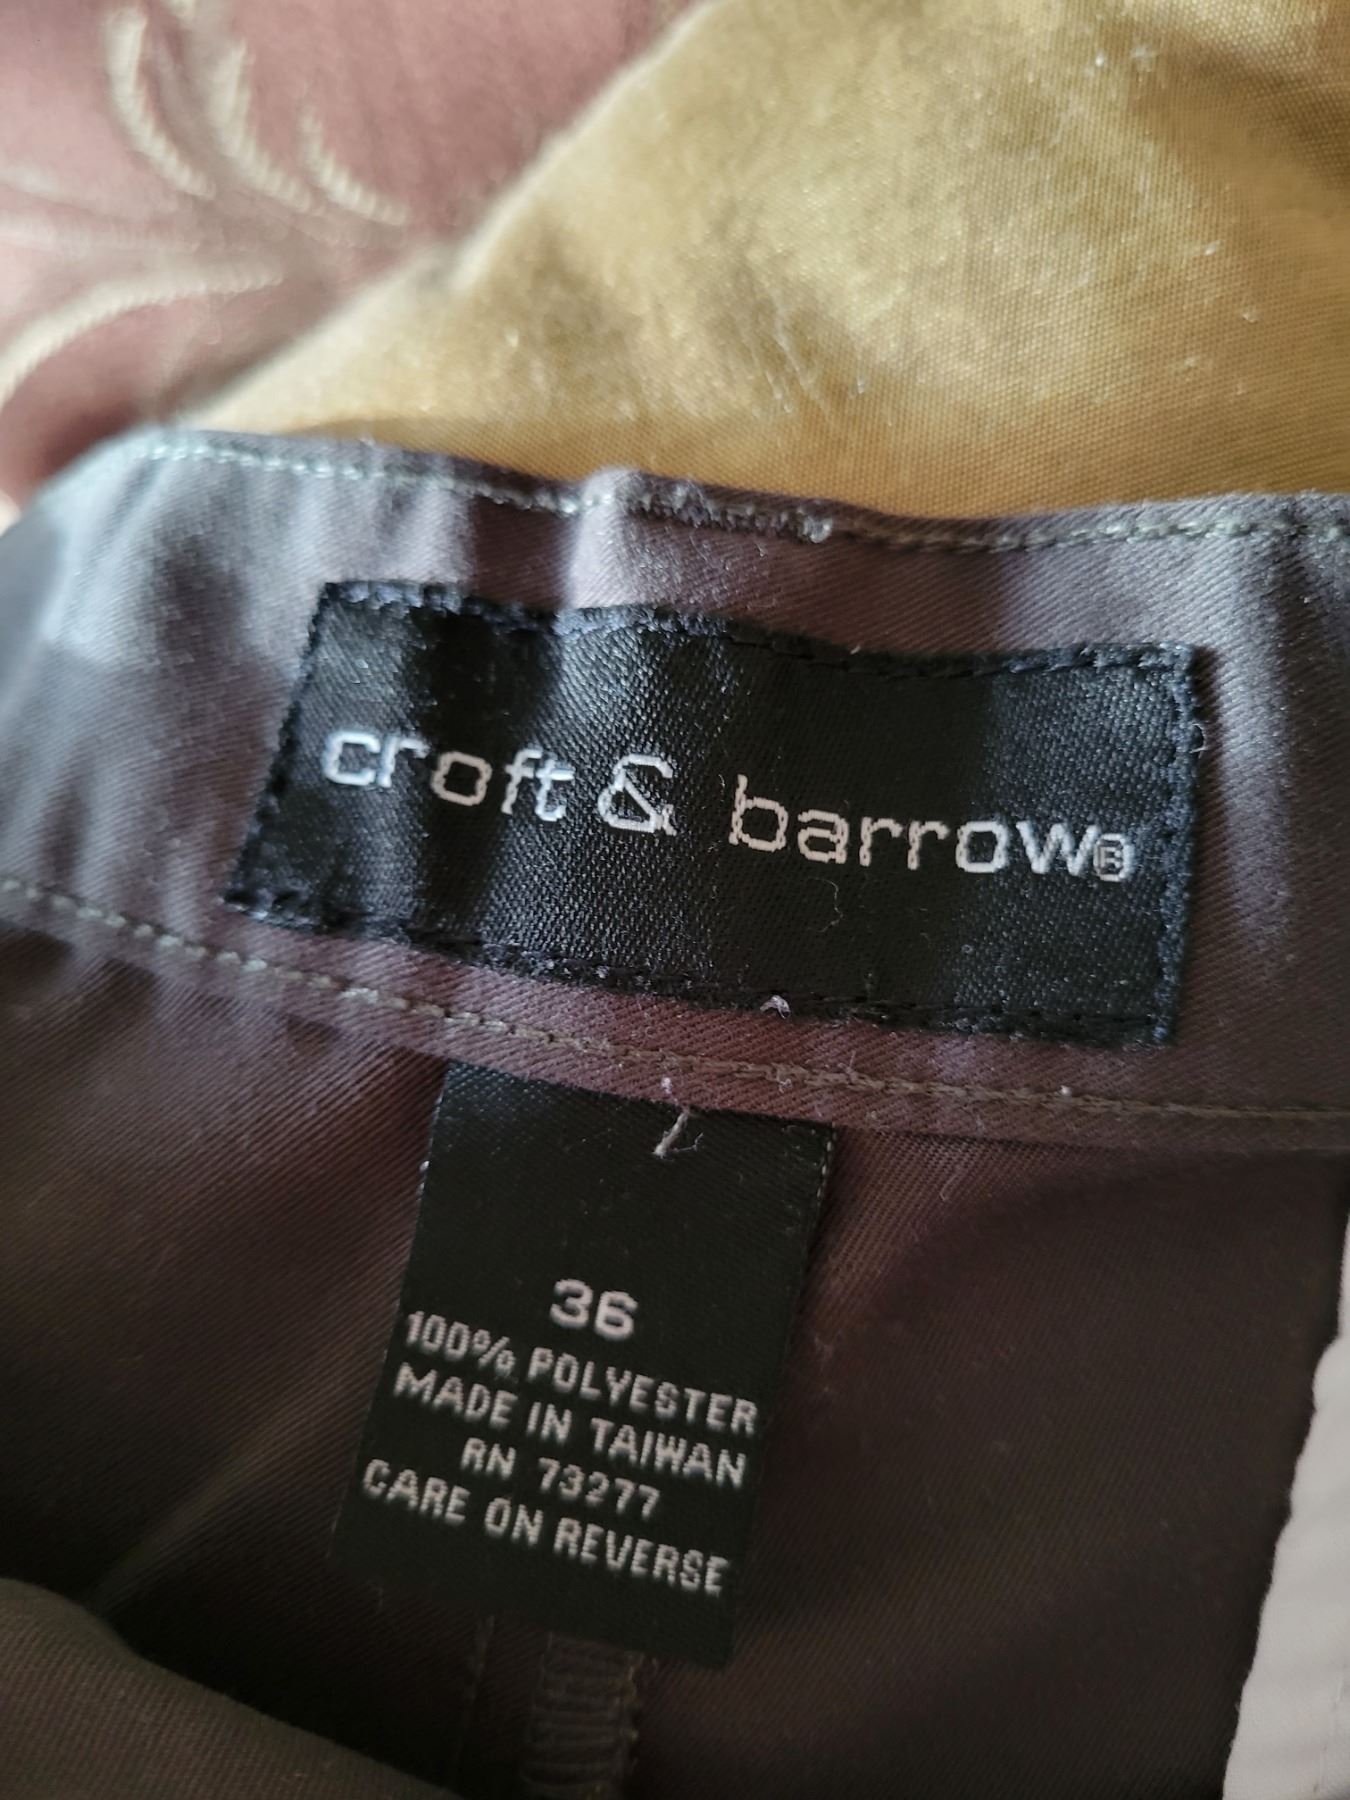 croft & barrow®
36
100% POLYESTER
MADE IN TAIWAN
RN 73277
CARE ON REVERSE